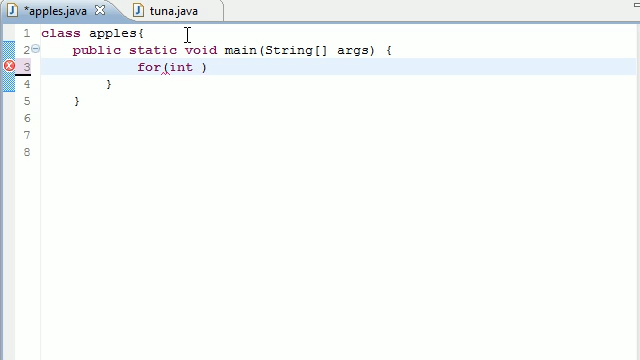 *apples.java tuna.java
1 class apples{
2 public static void main(String[] args) {
3 for(int )
4 }
5 }
6
7
8